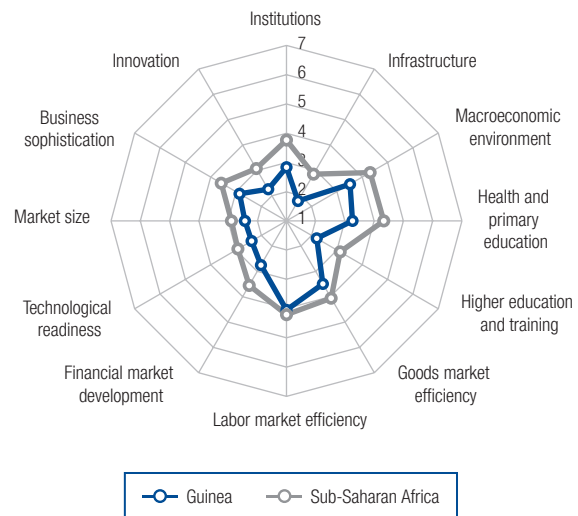 Institutions
7
6
5
4
3
2
1
Infrastructure
Macroeconomic
environment
Health and
primary
education
Higher education
and training
Goods market
efficiency
Labor market efficiency
Financial market
development
Technological
readiness
Market size
Business
sophistication
Innovation
Guinea
Sub-Saharan Africa